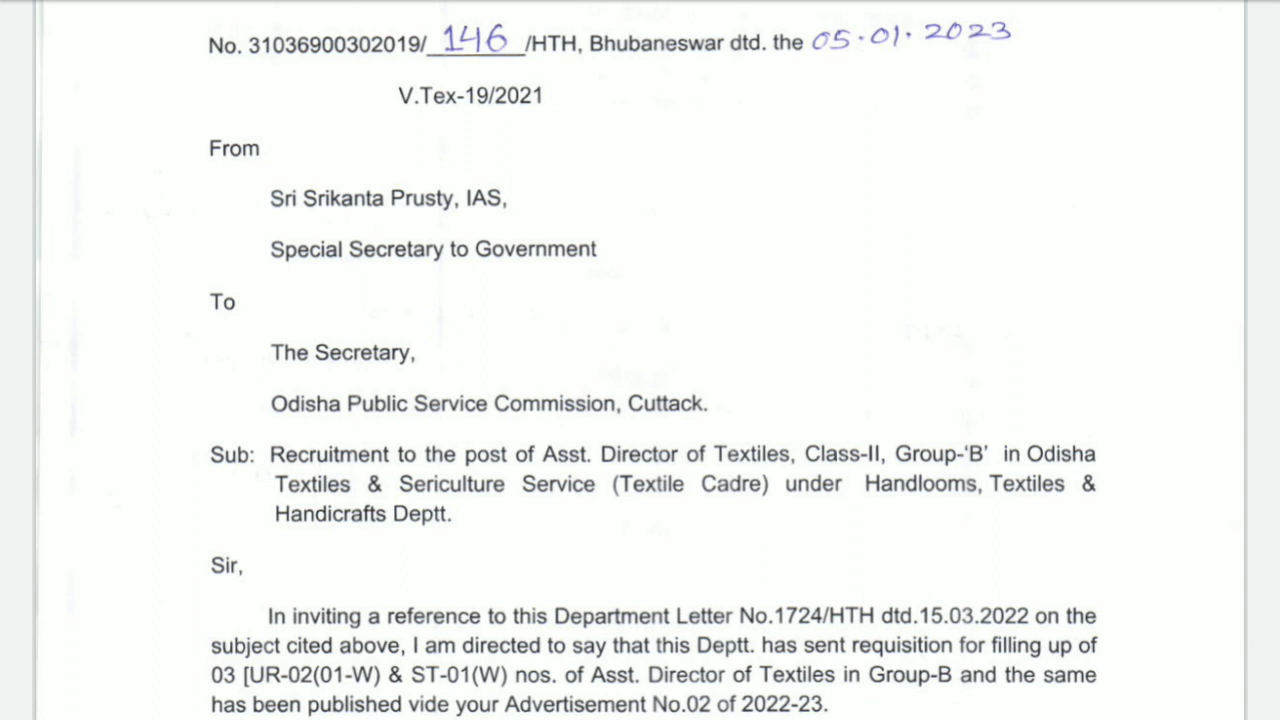 No. 31036900302019/ 146 /HTH, Bhubaneswar dtd. the 05.01.2023
V.Tex-19/2021
From
Sri Srikanta Prusty, IAS,
Special Secretary to Government
To
The Secretary,
Odisha Public Service Commission, Cuttack.
Sub: Recruitment to the post of Asst. Director of Textiles, Class-II, Group-‘B’ in Odisha
Textiles & Sericulture Service (Textile Cadre) under Handlooms, Textiles &
Handicrafts Deptt.
Sir,
In inviting a reference to this Department Letter No.1724/HTH dtd.15.03.2022 on the
subject cited above, I am directed to say that this Deptt. has sent requisition for filling up of
03 [UR-02(01-W) & ST-01(W) nos. of Asst. Director of Textiles in Group-B and the same
has been published vide your Advertisement No.02 of 2022-23.